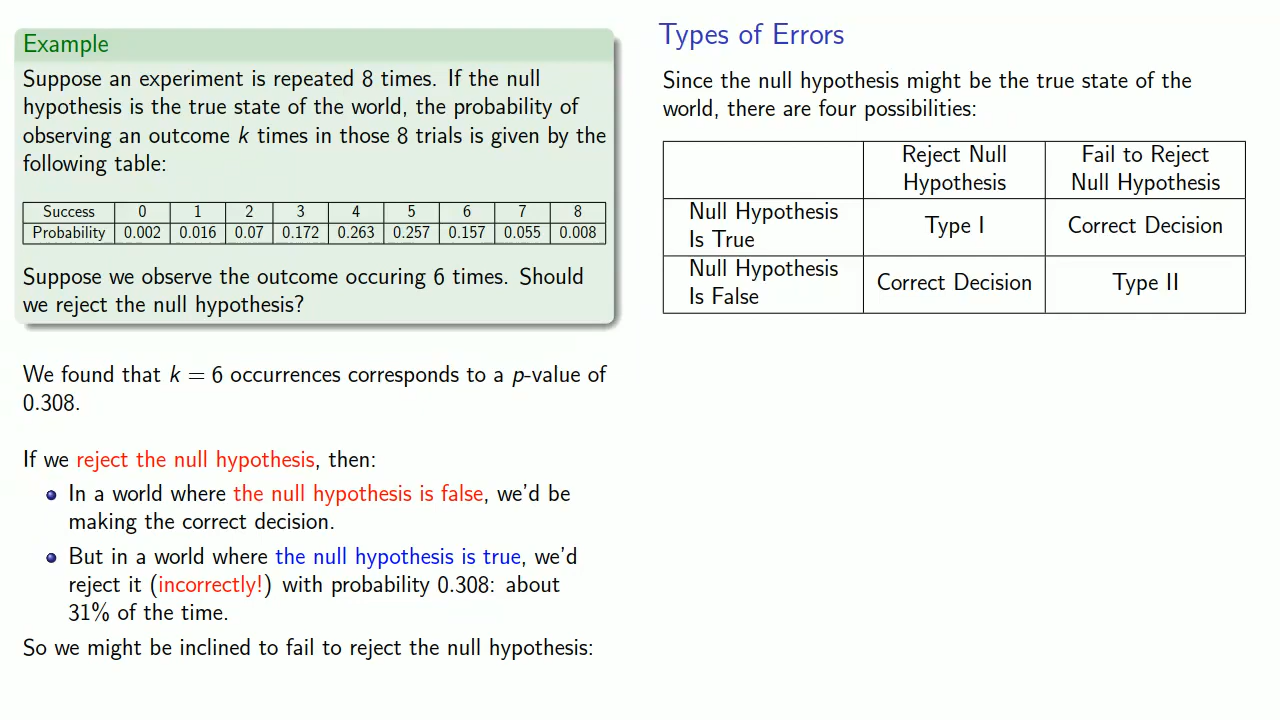 Example
Suppose an experiment is repeated 8 times. If the null
hypothesis is the true state of the world, the probability of
observing an outcome k times in those 8 trials is given by the
following table:
Success 0 1 2 3 4 5 6 7 8
Probability 0.002 0.016 0.07 0.172 0.263 0.257 0.157 0.055 0.008
Suppose we observe the outcome occuring 6 times. Should
we reject the null hypothesis?
We found that k = 6 occurrences corresponds to a p-value of
0.308.
If we reject the null hypothesis, then:
In a world where the null hypothesis is false, we'd be
making the correct decision.
But in a world where the null hypothesis is true, we'd
reject it (incorrectly!) with probability 0.308: about
31% of the time.
So we might be inclined to fail to reject the null hypothesis:
Types of Errors
Since the null hypothesis might be the true state of the
world, there are four possibilities:
Reject Null Fail to Reject
Hypothesis Null Hypothesis
Null Hypothesis
Is True Type I Correct Decision
Null Hypothesis
Is False Correct Decision Type II